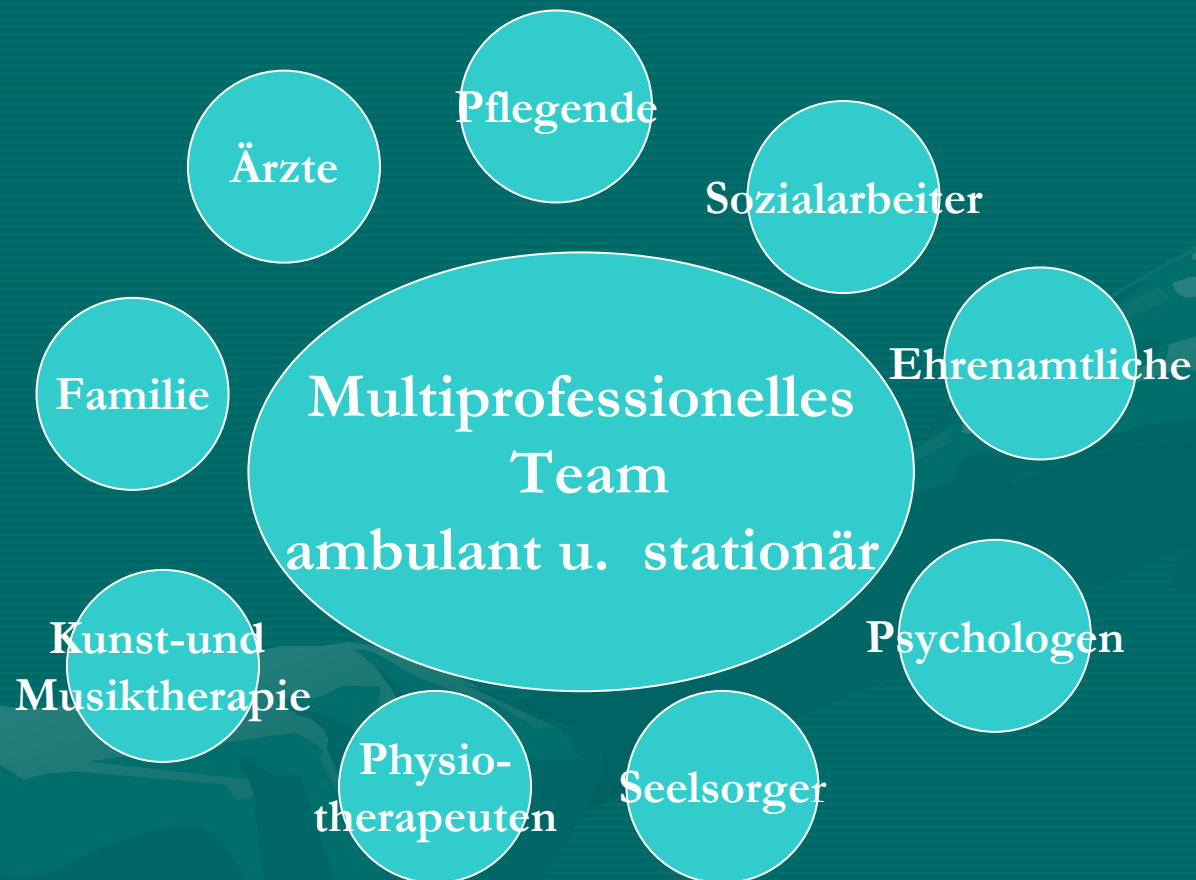 Pflegende
Ärzte
Sozialarbeiter
Ehrenamtliche
Familie
Multiprofessionelles
Team
ambulant u.  stationär
Psychologen
Kunst-und
Musiktherapie
Physio-
therapeuten
Seelsorger